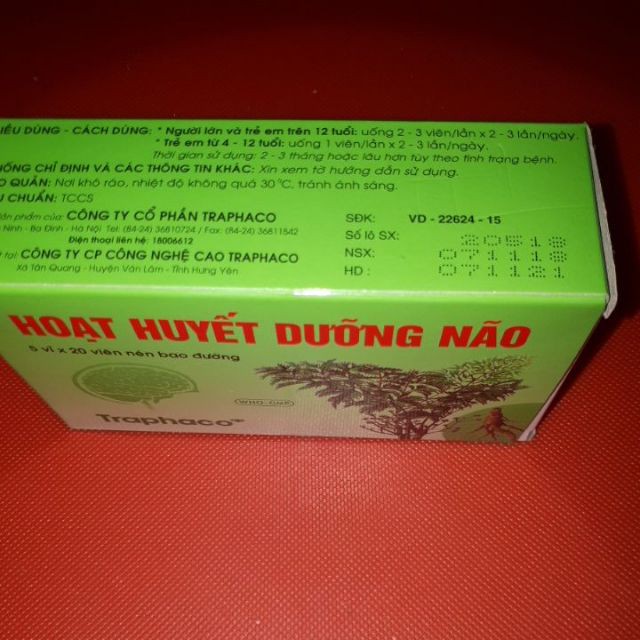 IỀU DÙNG - CÁCH DÙNG: * Người lớn và trẻ em trên 12 tuổi: uống 2 - 3 viên/lần x 2 - 3 lần/ngày.
* Trẻ em từ 4 - 12 tuổi: uống 1 viên/lần x 2 - 3 lần/ngày.
Thời gian sử dụng: 2 - 3 tháng hoặc lâu hơn tùy theo tình trạng bệnh.
HỐNG CHỈ ĐỊNH VÀ CÁC THÔNG TIN KHÁC: Xin xem tờ hướng dẫn sử dụng.
O QUẢN: Nơi khô ráo, nhiệt độ không quá 30°C, tránh ánh sáng.
U CHUẨN: TCCS
ản phẩm của: CÔNG TY CỔ PHẦN TRAPHACO
Ninh - Ba Đình - Hà Nội Tel: (84-24) 36810724 / Fax: (84-24) 36811542
Điện thoại liên hệ: 18006612
tại: CÔNG TY CP CÔNG NGHỆ CAO TRAPHACO
Xã Tân Quang - Huyện Văn Lâm - Tỉnh Hưng Yên
SĐK: VD - 22624 - 15
Số lô SX: 20518
NSX: 071118
HD : 071121
HOẠT HUYẾT DƯỠNG NÃO
5 vỉ x 20 viên nén bao đường
WHO-GMP
Traphaco